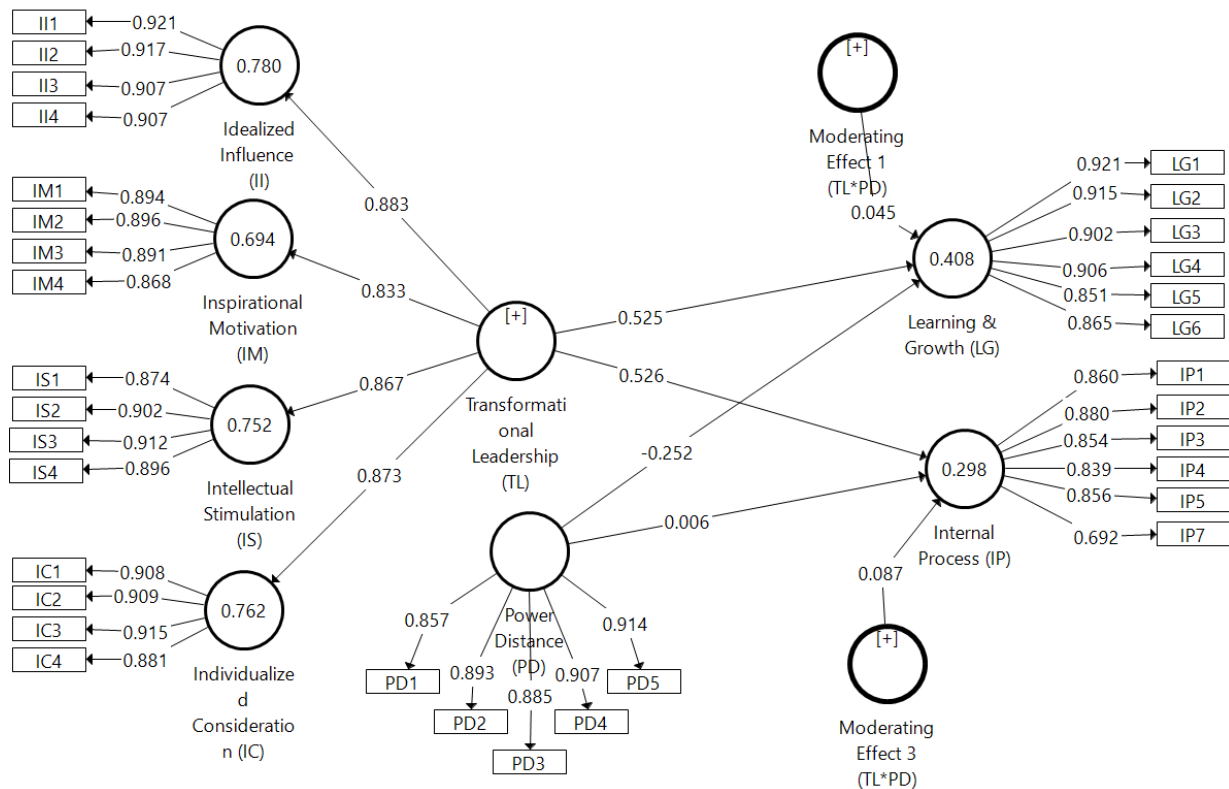 II1
0.921
II2
0.917
II3
0.907
II4
0.907
0.780
Idealized
Influence
(II)
IM1
0.894
IM2
0.896
IM3
0.891
IM4
0.868
0.694
Inspirational
Motivation
(IM)
IS1
0.874
IS2
0.902
IS3
0.912
IS4
0.896
0.752
Intellectual
Stimulation
(IS)
IC1
0.908
IC2
0.909
IC3
0.915
IC4
0.881
0.762
Individualize
d
Consideratio
n (IC)
0.883
0.833
0.867
0.873
[+]
Transformati
onal
Leadership
(TL)
0.525
0.526
-0.252
0.006
Power
Distance
(PD)
0.857
0.893
0.885
0.907
0.914
PD1
PD2
PD3
PD4
PD5
[+]
Moderating
Effect 1
(TL*PD)
0.045
0.408
Learning &
Growth (LG)
0.921
LG1
0.915
LG2
0.902
LG3
0.906
LG4
0.851
LG5
0.865
LG6
0.298
Internal
Process (IP)
0.860
IP1
0.880
IP2
0.854
IP3
0.839
IP4
0.856
IP5
0.692
IP7
0.087
[+]
Moderating
Effect 3
(TL*PD)